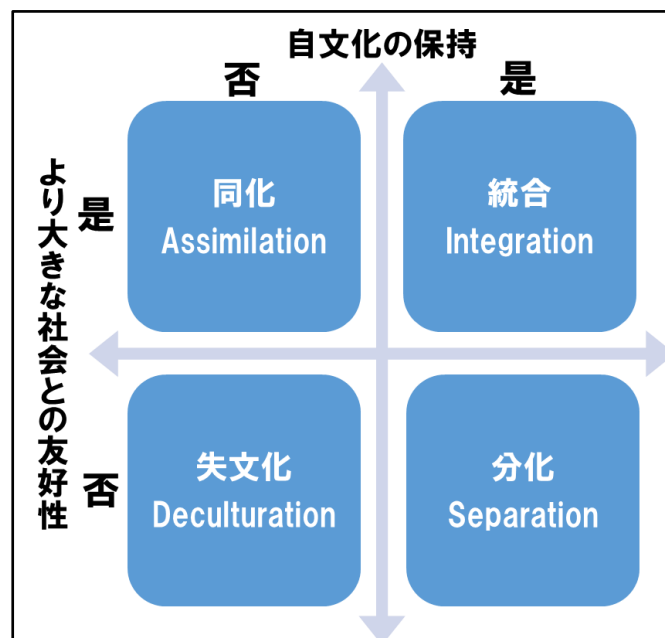 自文化の保持
否
是
より大きな社会との友好性
是
同化
Assimilation
統合
Integration
否
失文化
Deculturation
分化
Separation